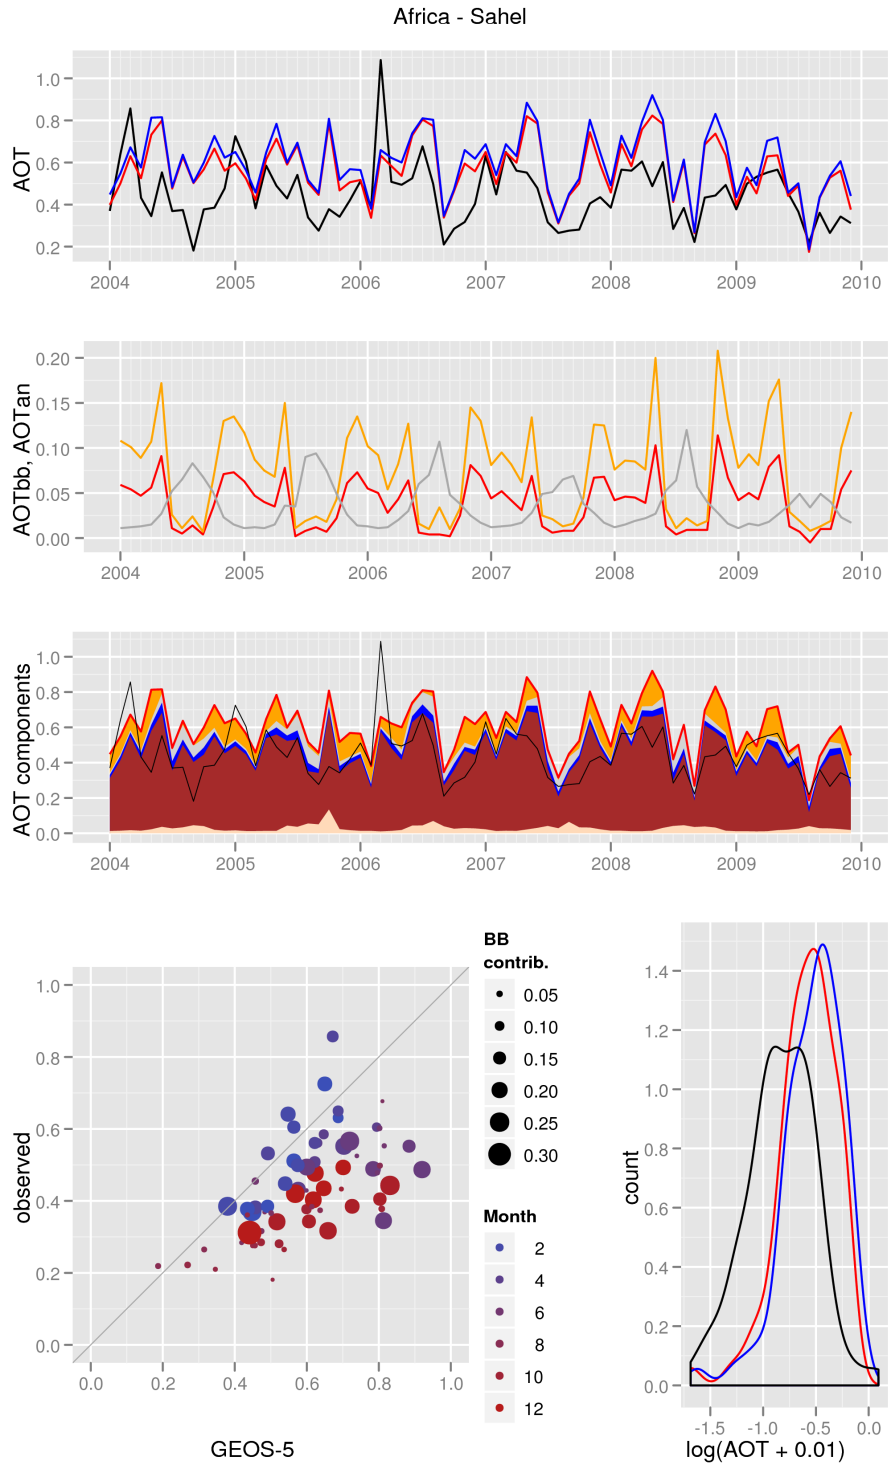 Africa - Sahel
AOT
1.0
0.8
0.6
0.4
0.2
2004 2005 2006 2007 2008 2009 2010
AOTbb, AOTan
0.20
0.15
0.10
0.05
0.00
2004 2005 2006 2007 2008 2009 2010
AOT components
1.0
0.8
0.6
0.4
0.2
0.0
2004 2005 2006 2007 2008 2009 2010
observed
1.0
0.8
0.6
0.4
0.2
0.0
0.0 0.2 0.4 0.6 0.8 1.0
GEOS-5
BB
contrib.
0.05
0.10
0.15
0.20
0.25
0.30
Month
2
4
6
8
10
12
count
1.4
1.2
1.0
0.8
0.6
0.4
0.2
0.0
-1.5 -1.0 -0.5 0.0
log(AOT + 0.01)